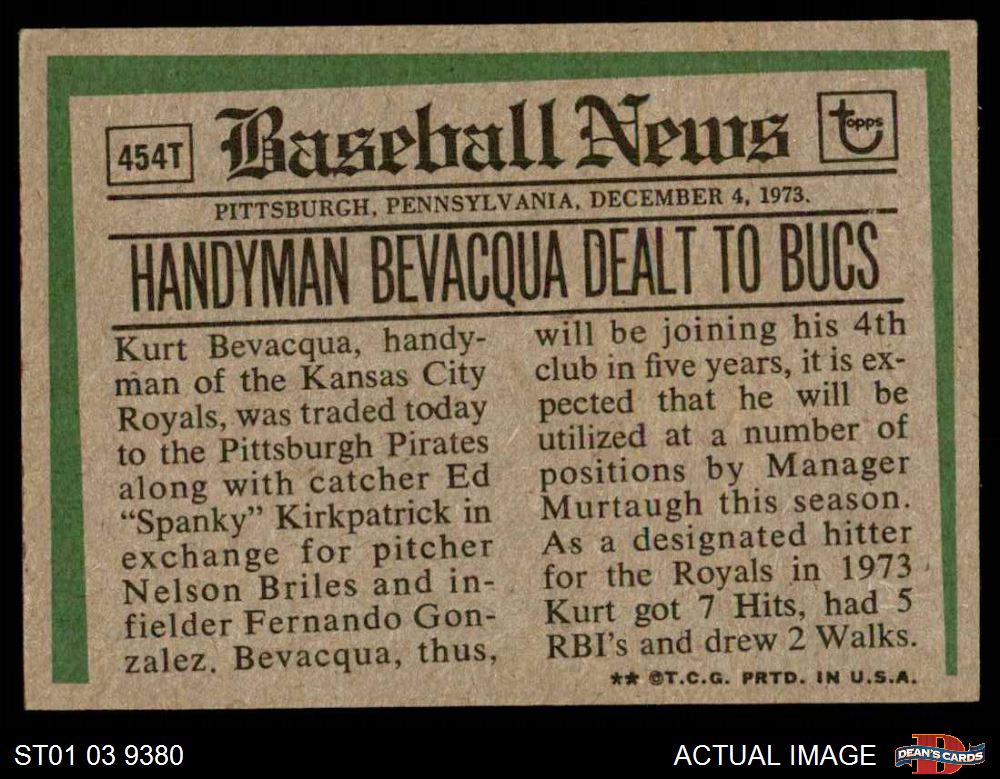 454T Baseball News topps
PITTSBURGH, PENNSYLVANIA, DECEMBER 4, 1973.
HANDYMAN BEVACQUA DEALT TO BUCS
Kurt Bevacqua, handy-
man of the Kansas City
Royals, was traded today
to the Pittsburgh Pirates
along with catcher Ed
“Spanky” Kirkpatrick in
exchange for pitcher
Nelson Briles and in-
fielder Fernando Gon-
zalez. Bevacqua, thus,
will be joining his 4th
club in five years, it is ex-
pected that he will be
utilized at a number of
positions by Manager
Murtaugh this season.
As a designated hitter
for the Royals in 1973
Kurt got 7 Hits, had 5
RBI's and drew 2 Walks.
** ©T.C.G. PRTD. IN U.S.A.
ST01 03 9380
ACTUAL IMAGE
D
DEAN'S CARDS